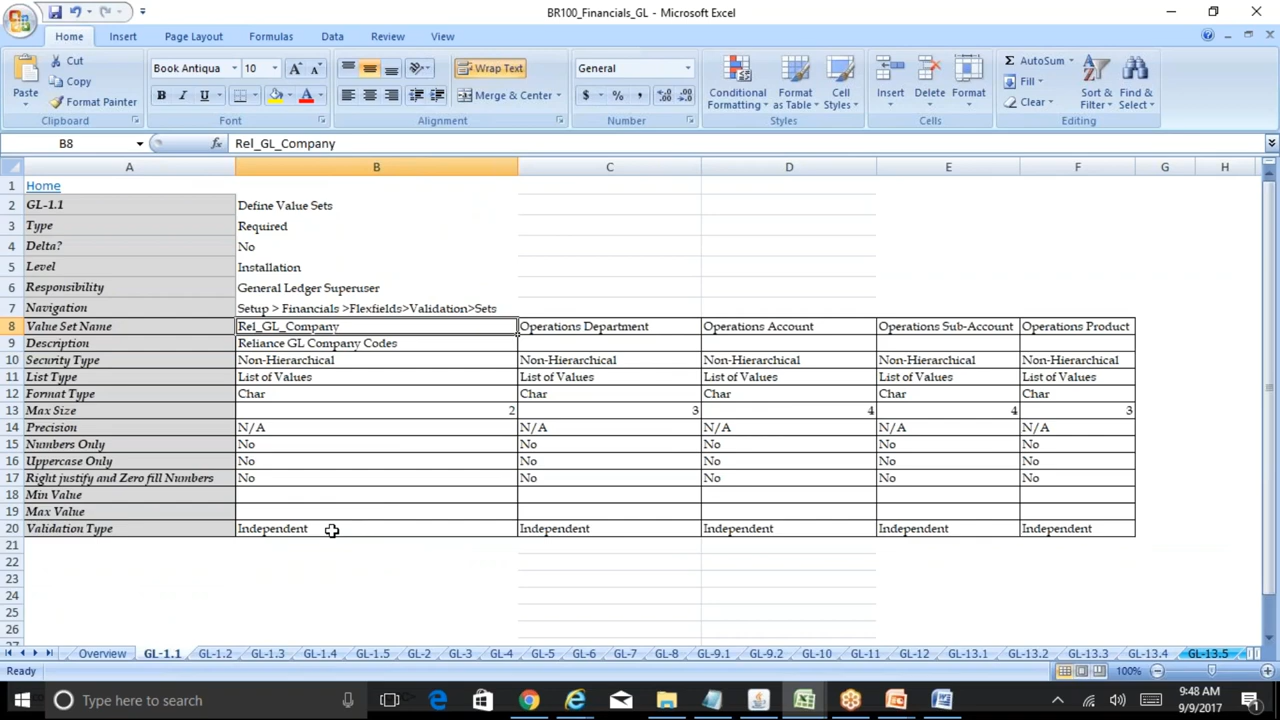 BR100_Financials_GL - Microsoft Excel
Home Insert Page Layout Formulas Data Review View
Paste
Cut
Copy
Format Painter
Clipboard
Book Antiqua 10
B I U
Font
Wrap Text
Merge & Center
Alignment
General
$ % ,
Number
Conditional Formatting
Format as Table
Cell Styles
Styles
Insert Delete Format
Cells
AutoSum
Fill
Clear
Sort & Filter
Find & Select
Editing
B8 fx Rel_GL_Company
A B C D E F G H
1 Home
2 GL-1.1 Define Value Sets
3 Type Required
4 Delta? No
5 Level Installation
6 Responsibility General Ledger Superuser
7 Navigation Setup > Financials >Flexfields>Validation>Sets
8 Value Set Name Rel_GL_Company Operations Department Operations Account Operations Sub-Account Operations Product
9 Description Reliance GL Company Codes
10 Security Type Non-Hierarchical Non-Hierarchical Non-Hierarchical Non-Hierarchical Non-Hierarchical
11 List Type List of Values List of Values List of Values List of Values List of Values
12 Format Type Char Char Char Char Char
13 Max Size 2 3 4 4 3
14 Precision N/A N/A N/A N/A N/A
15 Numbers Only No No No No No
16 Uppercase Only No No No No No
17 Right justify and Zero fill Numbers No No No No No
18 Min Value
19 Max Value
20 Validation Type Independent Independent Independent Independent Independent
21
22
23
24
25
26
27
Overview GL-1.1 GL-1.2 GL-1.3 GL-1.4 GL-1.5 GL-2 GL-3 GL-4 GL-5 GL-6 GL-7 GL-8 GL-9.1 GL-9.2 GL-10 GL-11 GL-12 GL-13.1 GL-13.2 GL-13.3 GL-13.4 GL-13.5
Ready 100%
Type here to search
9:48 AM
9/9/2017